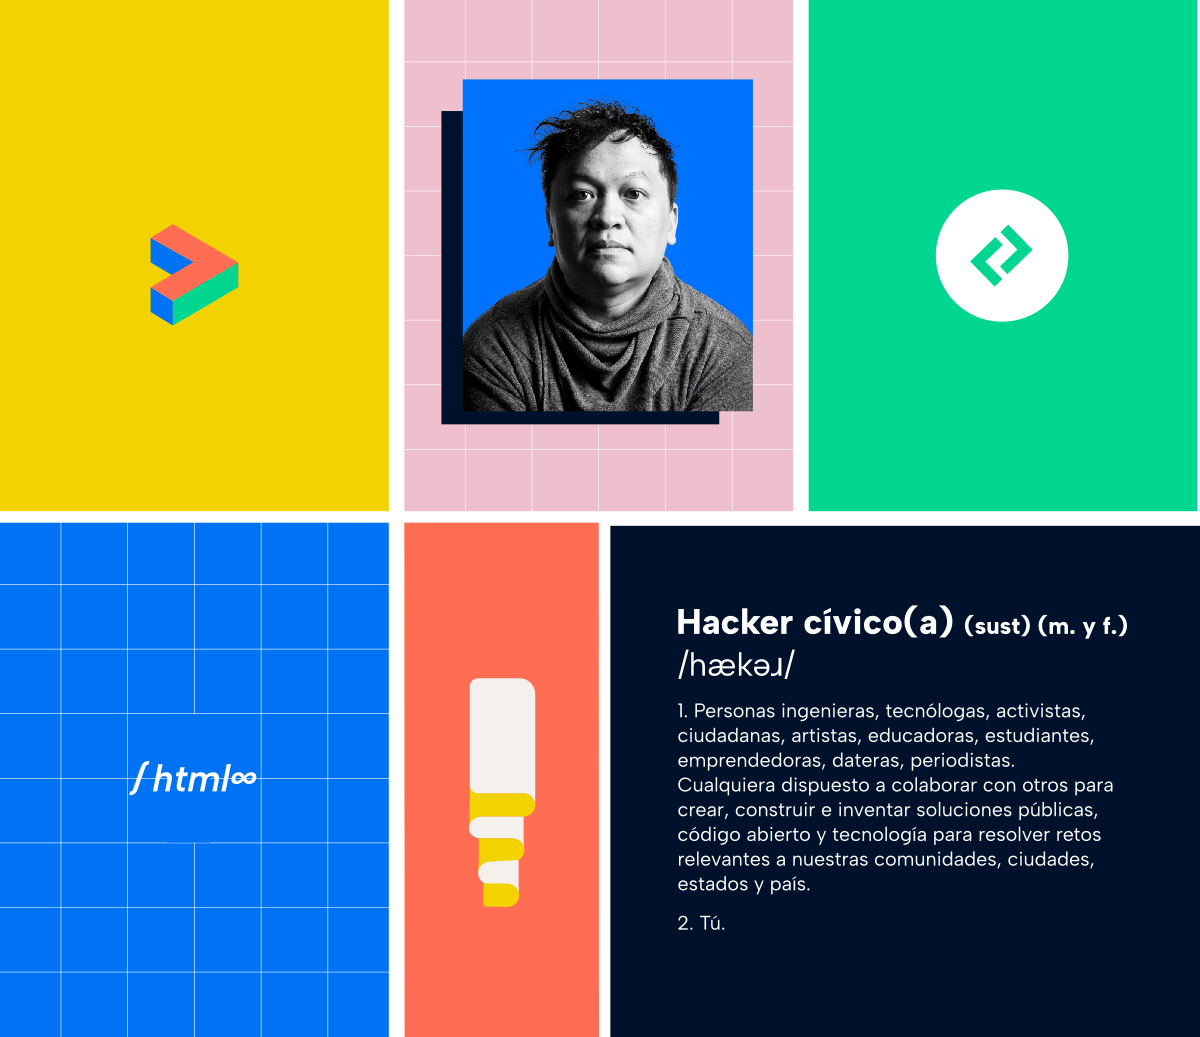 ∫html∞
Hacker cívico(a) (sust) (m. y f.)
/hækəɹ/
1. Personas ingenieras, tecnólogas, activistas,
ciudadanas, artistas, educadoras, estudiantes,
emprendedoras, dateras, periodistas.
Cualquiera dispuesto a colaborar con otros para
crear, construir e inventar soluciones públicas,
código abierto y tecnología para resolver retos
relevantes a nuestras comunidades, ciudades,
estados y país.
2. Tú.